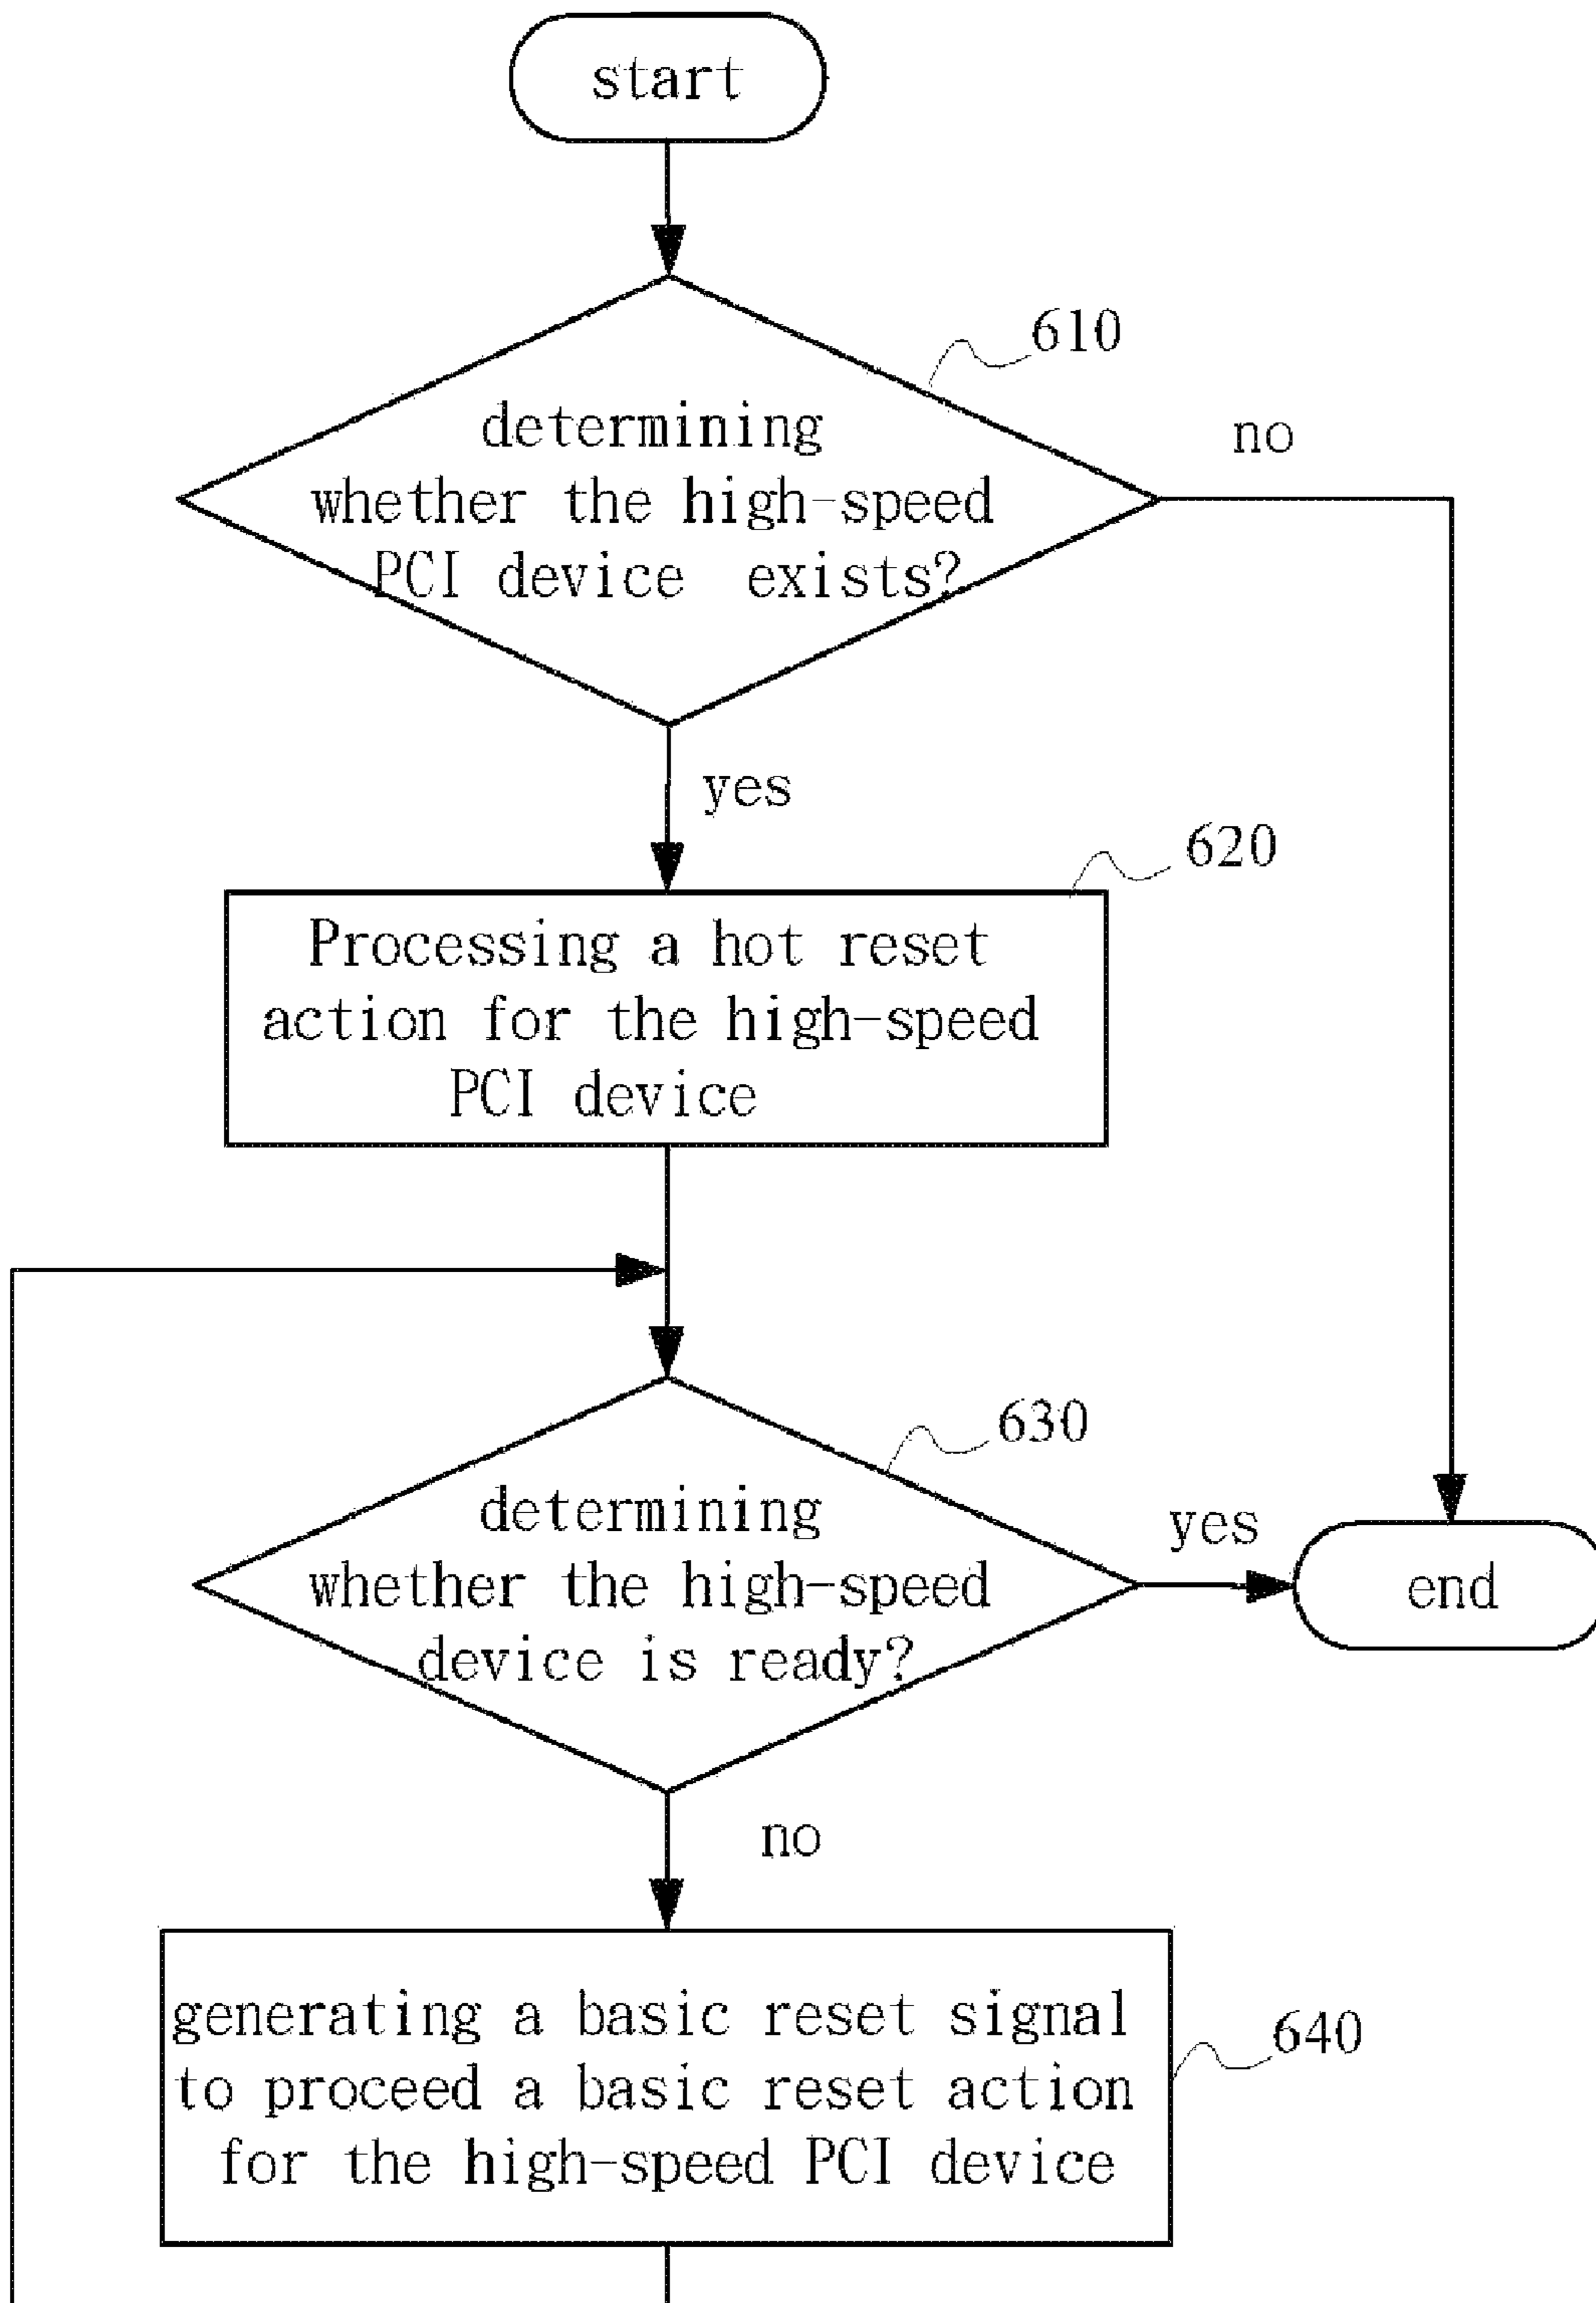 start
610
determining
whether the high-speed
PCI device exists?
no
yes
620
Processing a hot reset
action for the high-speed
PCI device
630
determining
whether the high-speed
device is ready?
yes
end
no
generating a basic reset signal
to proceed a basic reset action
for the high-speed PCI device
640